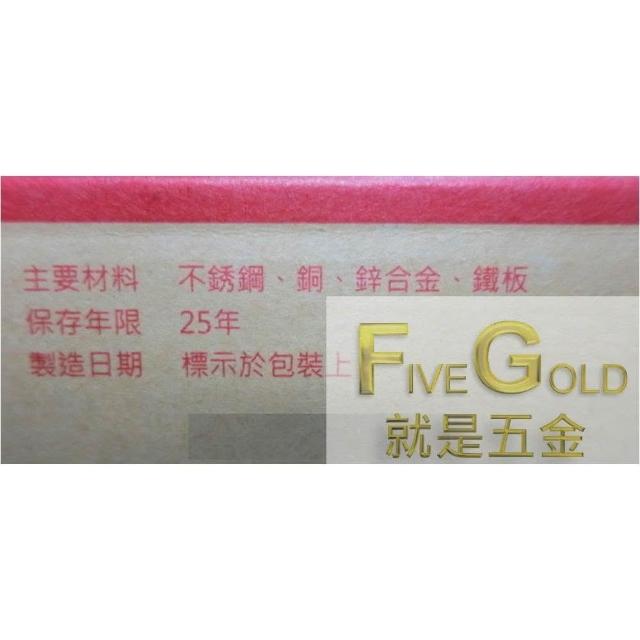 主要材料 不銹鋼、銅、鋅合金、鐵板
保存年限 25年
製造日期 標示於包裝上
FIVE GOLD
就是五金